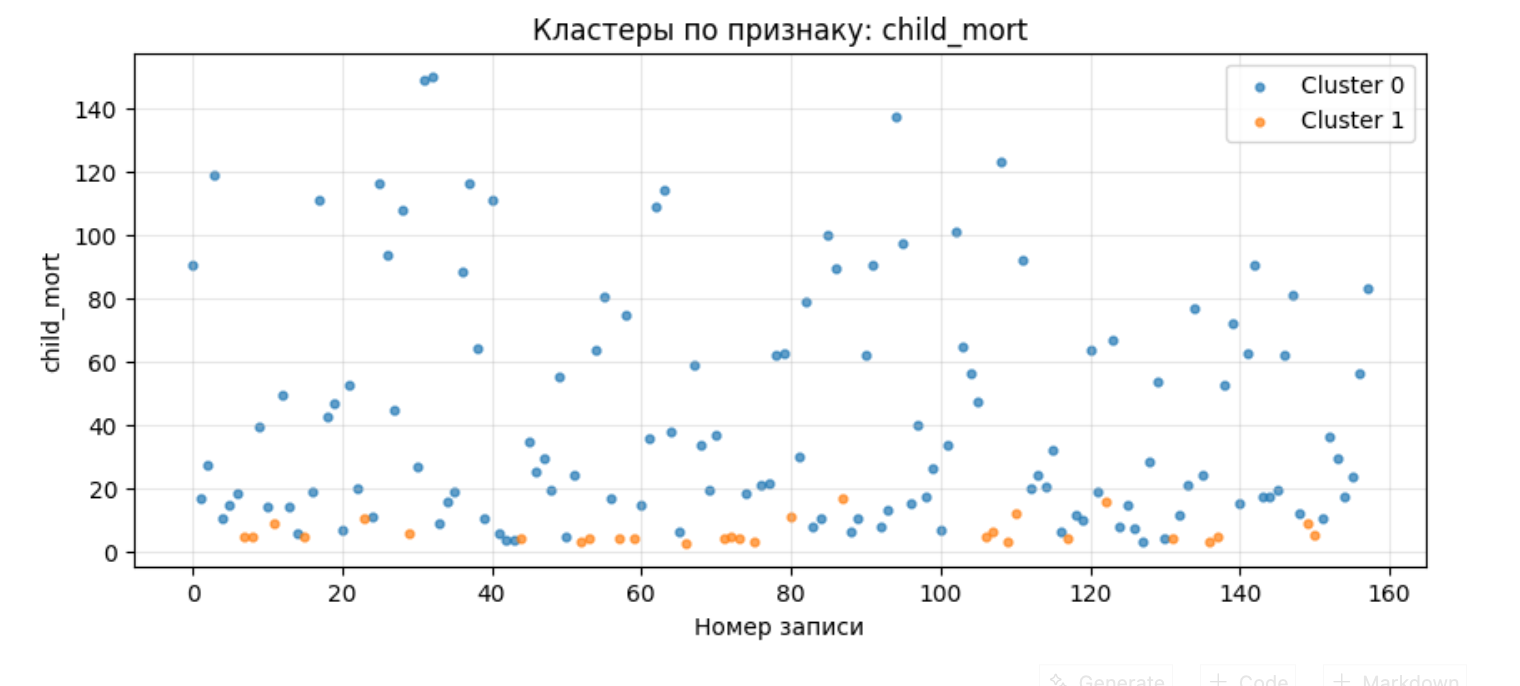 Кластеры по признаку: child_mort
Cluster 0
Cluster 1
child_mort
140
120
100
80
60
40
20
0
0 20 40 60 80 100 120 140 160
Номер записи
Generate + Code + Markdown